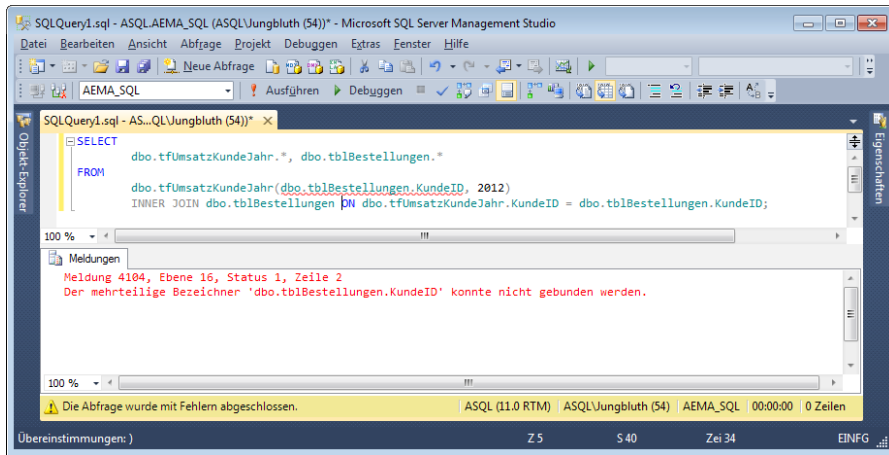 SQLQuery1.sql - ASQL.AEMA_SQL (ASQL\Jungbluth (54))* - Microsoft SQL Server Management Studio
Datei Bearbeiten Ansicht Abfrage Projekt Debuggen Extras Fenster Hilfe
Neue Abfrage
AEMA_SQL Ausführen Debuggen
SQLQuery1.sql - AS...QL\Jungbluth (54))*
Objekt-Explorer
Eigenschaften
SELECT
dbo.tfUmsatzKundeJahr.*, dbo.tblBestellungen.*
FROM
dbo.tfUmsatzKundeJahr(dbo.tblBestellungen.KundeID, 2012)
INNER JOIN dbo.tblBestellungen ON dbo.tfUmsatzKundeJahr.KundeID = dbo.tblBestellungen.KundeID;
100 %
Meldungen
Meldung 4104, Ebene 16, Status 1, Zeile 2
Der mehrteilige Bezeichner 'dbo.tblBestellungen.KundeID' konnte nicht gebunden werden.
100 %
Die Abfrage wurde mit Fehlern abgeschlossen. ASQL (11.0 RTM) ASQL\Jungbluth (54) AEMA_SQL 00:00:00 0 Zeilen
Übereinstimmungen: ) Z 5 S 40 Zei 34 EINFG